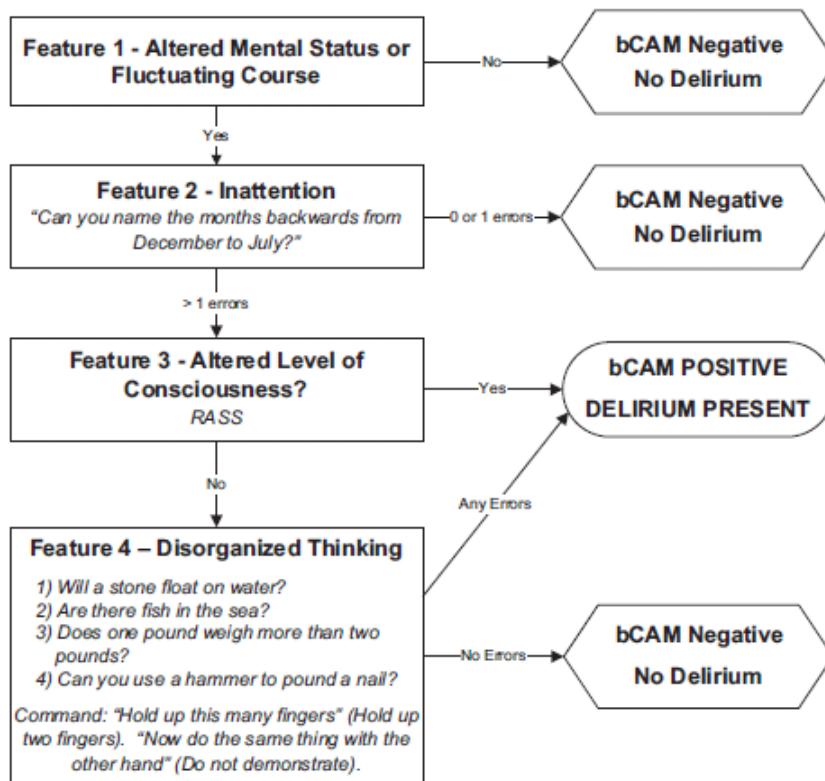 Feature 1 - Altered Mental Status or
Fluctuating Course
No
bCAM Negative
No Delirium
Yes
Feature 2 - Inattention
“Can you name the months backwards from
December to July?”
0 or 1 errors
bCAM Negative
No Delirium
> 1 errors
Feature 3 - Altered Level of
Consciousness?
RASS
Yes
bCAM POSITIVE
DELIRIUM PRESENT
No
Any Errors
Feature 4 – Disorganized Thinking
1) Will a stone float on water?
2) Are there fish in the sea?
3) Does one pound weigh more than two
pounds?
4) Can you use a hammer to pound a nail?
Command: “Hold up this many fingers” (Hold up
two fingers). “Now do the same thing with the
other hand” (Do not demonstrate).
No Errors
bCAM Negative
No Delirium